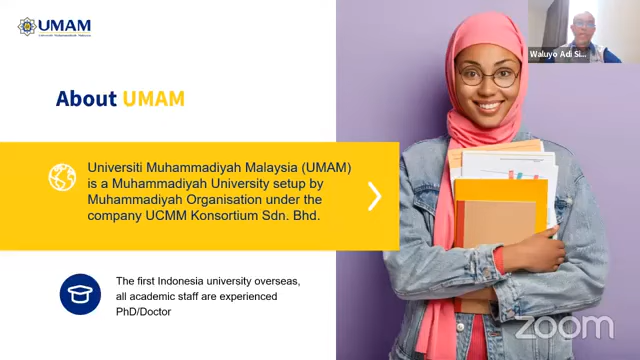 UMAM
Waluyo Adi Si...
About UMAM
Universiti Muhammadiyah Malaysia (UMAM)
is a Muhammadiyah University setup by
Muhammadiyah Organisation under the
company UCMM Konsortium Sdn. Bhd.
The first Indonesia university overseas,
all academic staff are experienced
PhD/Doctor
zoom